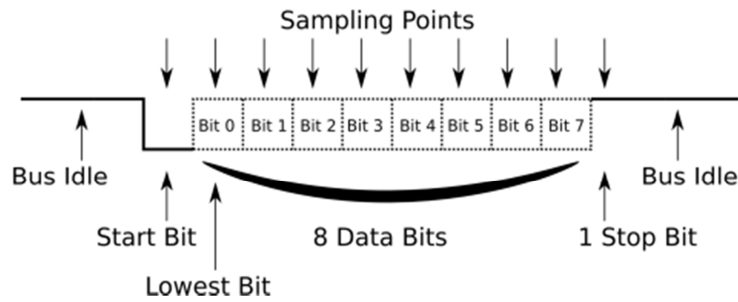 Sampling Points
Bit 0 Bit 1 Bit 2 Bit 3 Bit 4 Bit 5 Bit 6 Bit 7
Bus Idle Bus Idle
Start Bit 8 Data Bits 1 Stop Bit
Lowest Bit